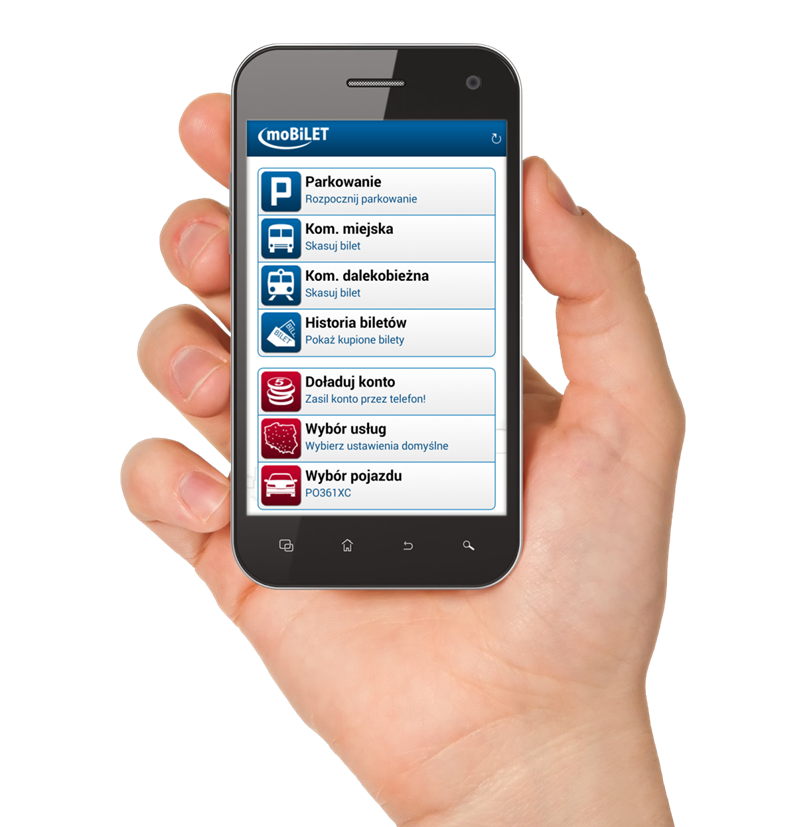 moBiLET
P
Parkowanie
Rozpocznij parkowanie
Kom. miejska
Skasuj bilet
Kom. dalekobieżna
Skasuj bilet
BILET
Historia biletów
Pokaż kupione bilety
5
Doładuj konto
Zasil konto przez telefon!
Wybór usług
Wybierz ustawienia domyślne
Wybór pojazdu
PO361XC